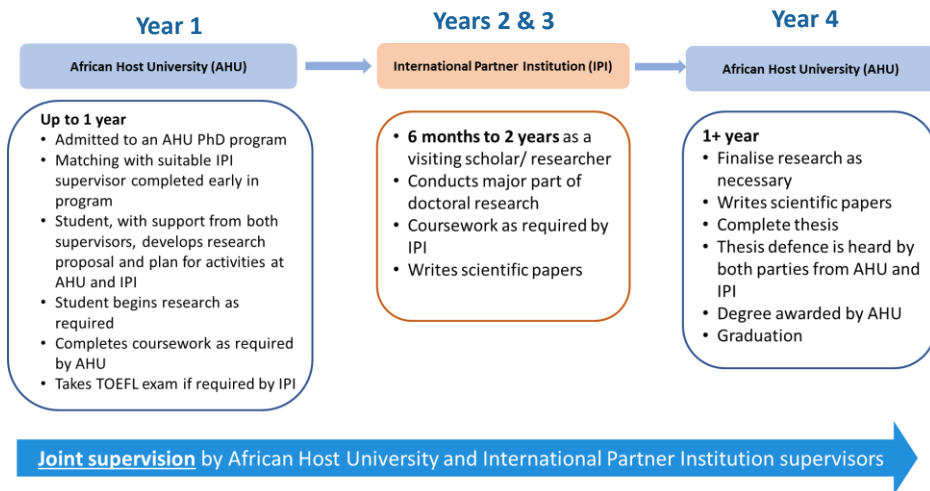 Year 1
Years 2 & 3
Year 4
African Host University (AHU)
International Partner Institution (IPI)
African Host University (AHU)
Up to 1 year
• Admitted to an AHU PhD program
• Matching with suitable IPI
supervisor completed early in
program
• Student, with support from both
supervisors, develops research
proposal and plan for activities at
AHU and IPI
• Student begins research as
required
• Completes coursework as required
by AHU
• Takes TOEFL exam if required by IPI
• 6 months to 2 years as a
visiting scholar/ researcher
• Conducts major part of
doctoral research
• Coursework as required by
IPI
• Writes scientific papers
1+ year
• Finalise research as
necessary
• Writes scientific papers
• Complete thesis
• Thesis defence is heard by
both parties from AHU and
IPI
• Degree awarded by AHU
• Graduation
Joint supervision by African Host University and International Partner Institution supervisors